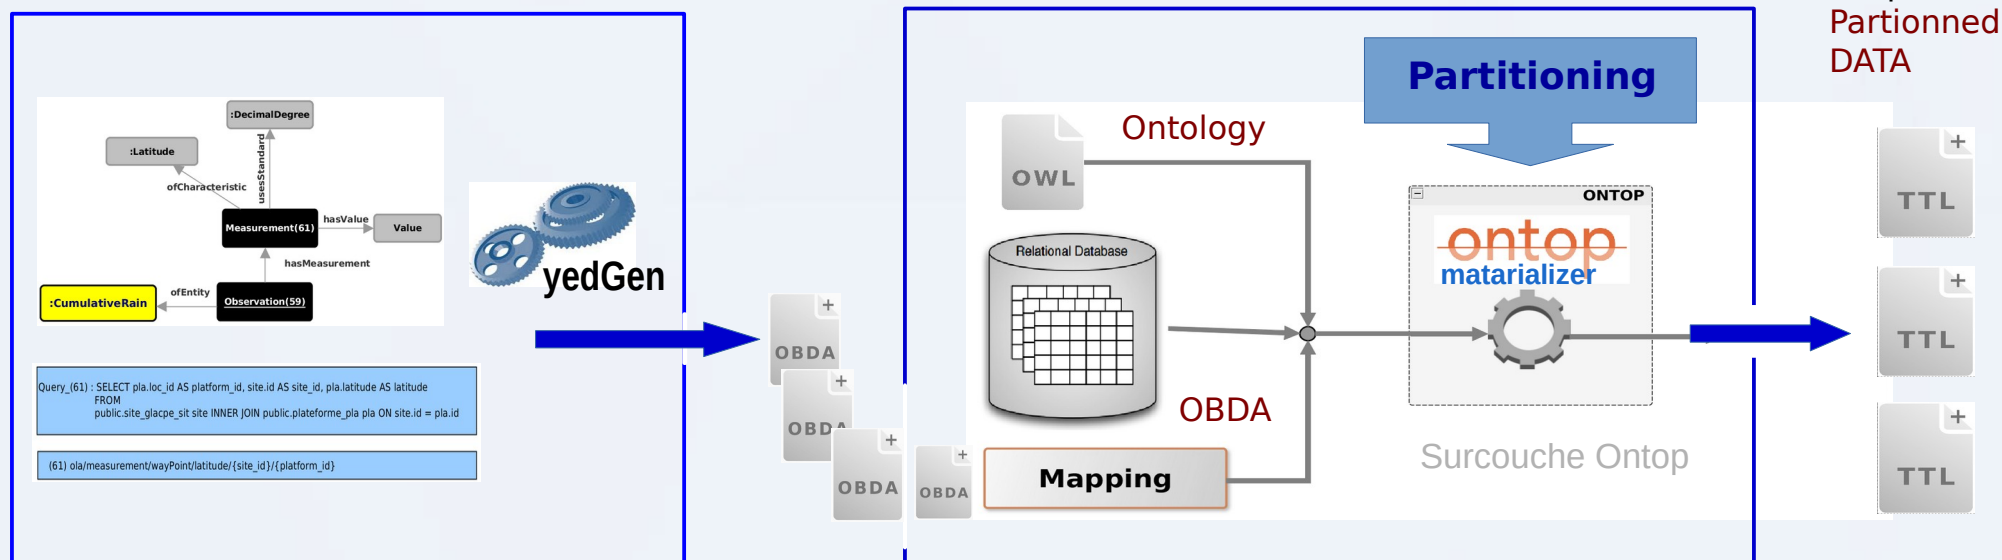 :DecimalDegree
:Latitude
usesStandard
ofCharacteristic
Measurement(61)
hasValue
Value
hasMeasurement
:CumulativeRain
ofEntity
Observation(59)
Query_(61) : SELECT pla.loc_id AS platform_id, site.id AS site_id, pla.latitude AS latitude
FROM
public.site_glacpe_sit site INNER JOIN public.plateforme_pla pla ON site.id = pla.id
(61) ola/measurement/wayPoint/latitude/{site_id}/{platform_id}
yedGen
OBDA
OBDA
OBDA
OBDA
Ontology
OWL
Relational Database
OBDA
Mapping
Partitioning
ONTOP
ontop
matarializer
Surcouche Ontop
Partionned
DATA
TTL
TTL
TTL